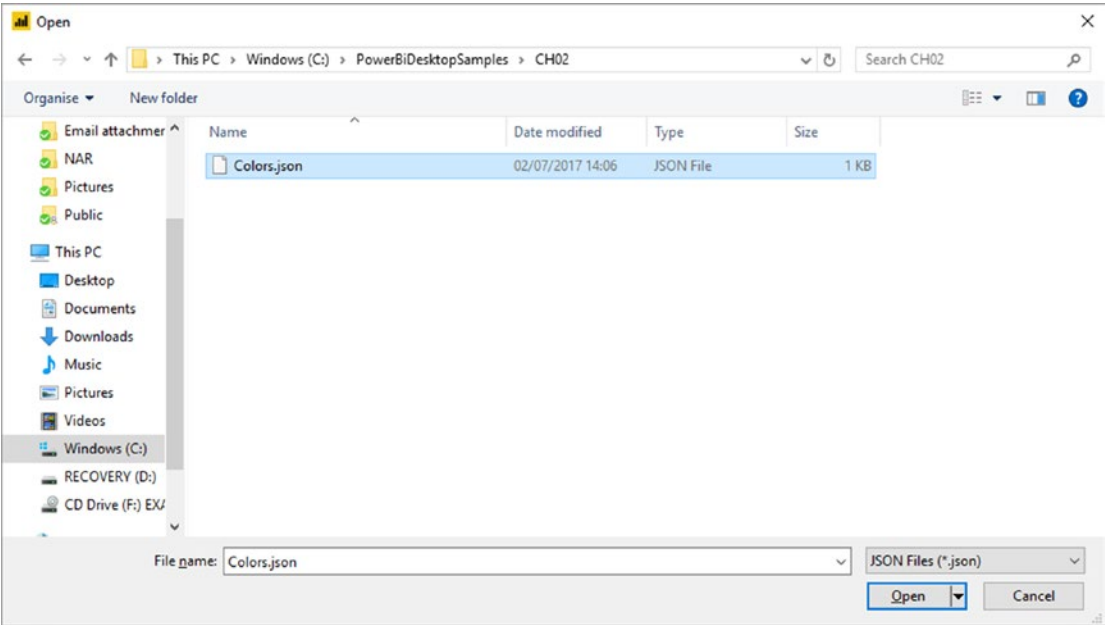 Open
This PC > Windows (C:) > PowerBiDesktopSamples > CH02
Search CH02
Organise
New folder
Name Date modified Type Size
Colors.json 02/07/2017 14:06 JSON File 1 KB
Email attachmer
NAR
Pictures
Public
This PC
Desktop
Documents
Downloads
Music
Pictures
Videos
Windows (C:)
RECOVERY (D:)
CD Drive (F:) EXA
File name: Colors.json
JSON Files (*.json)
Open
Cancel